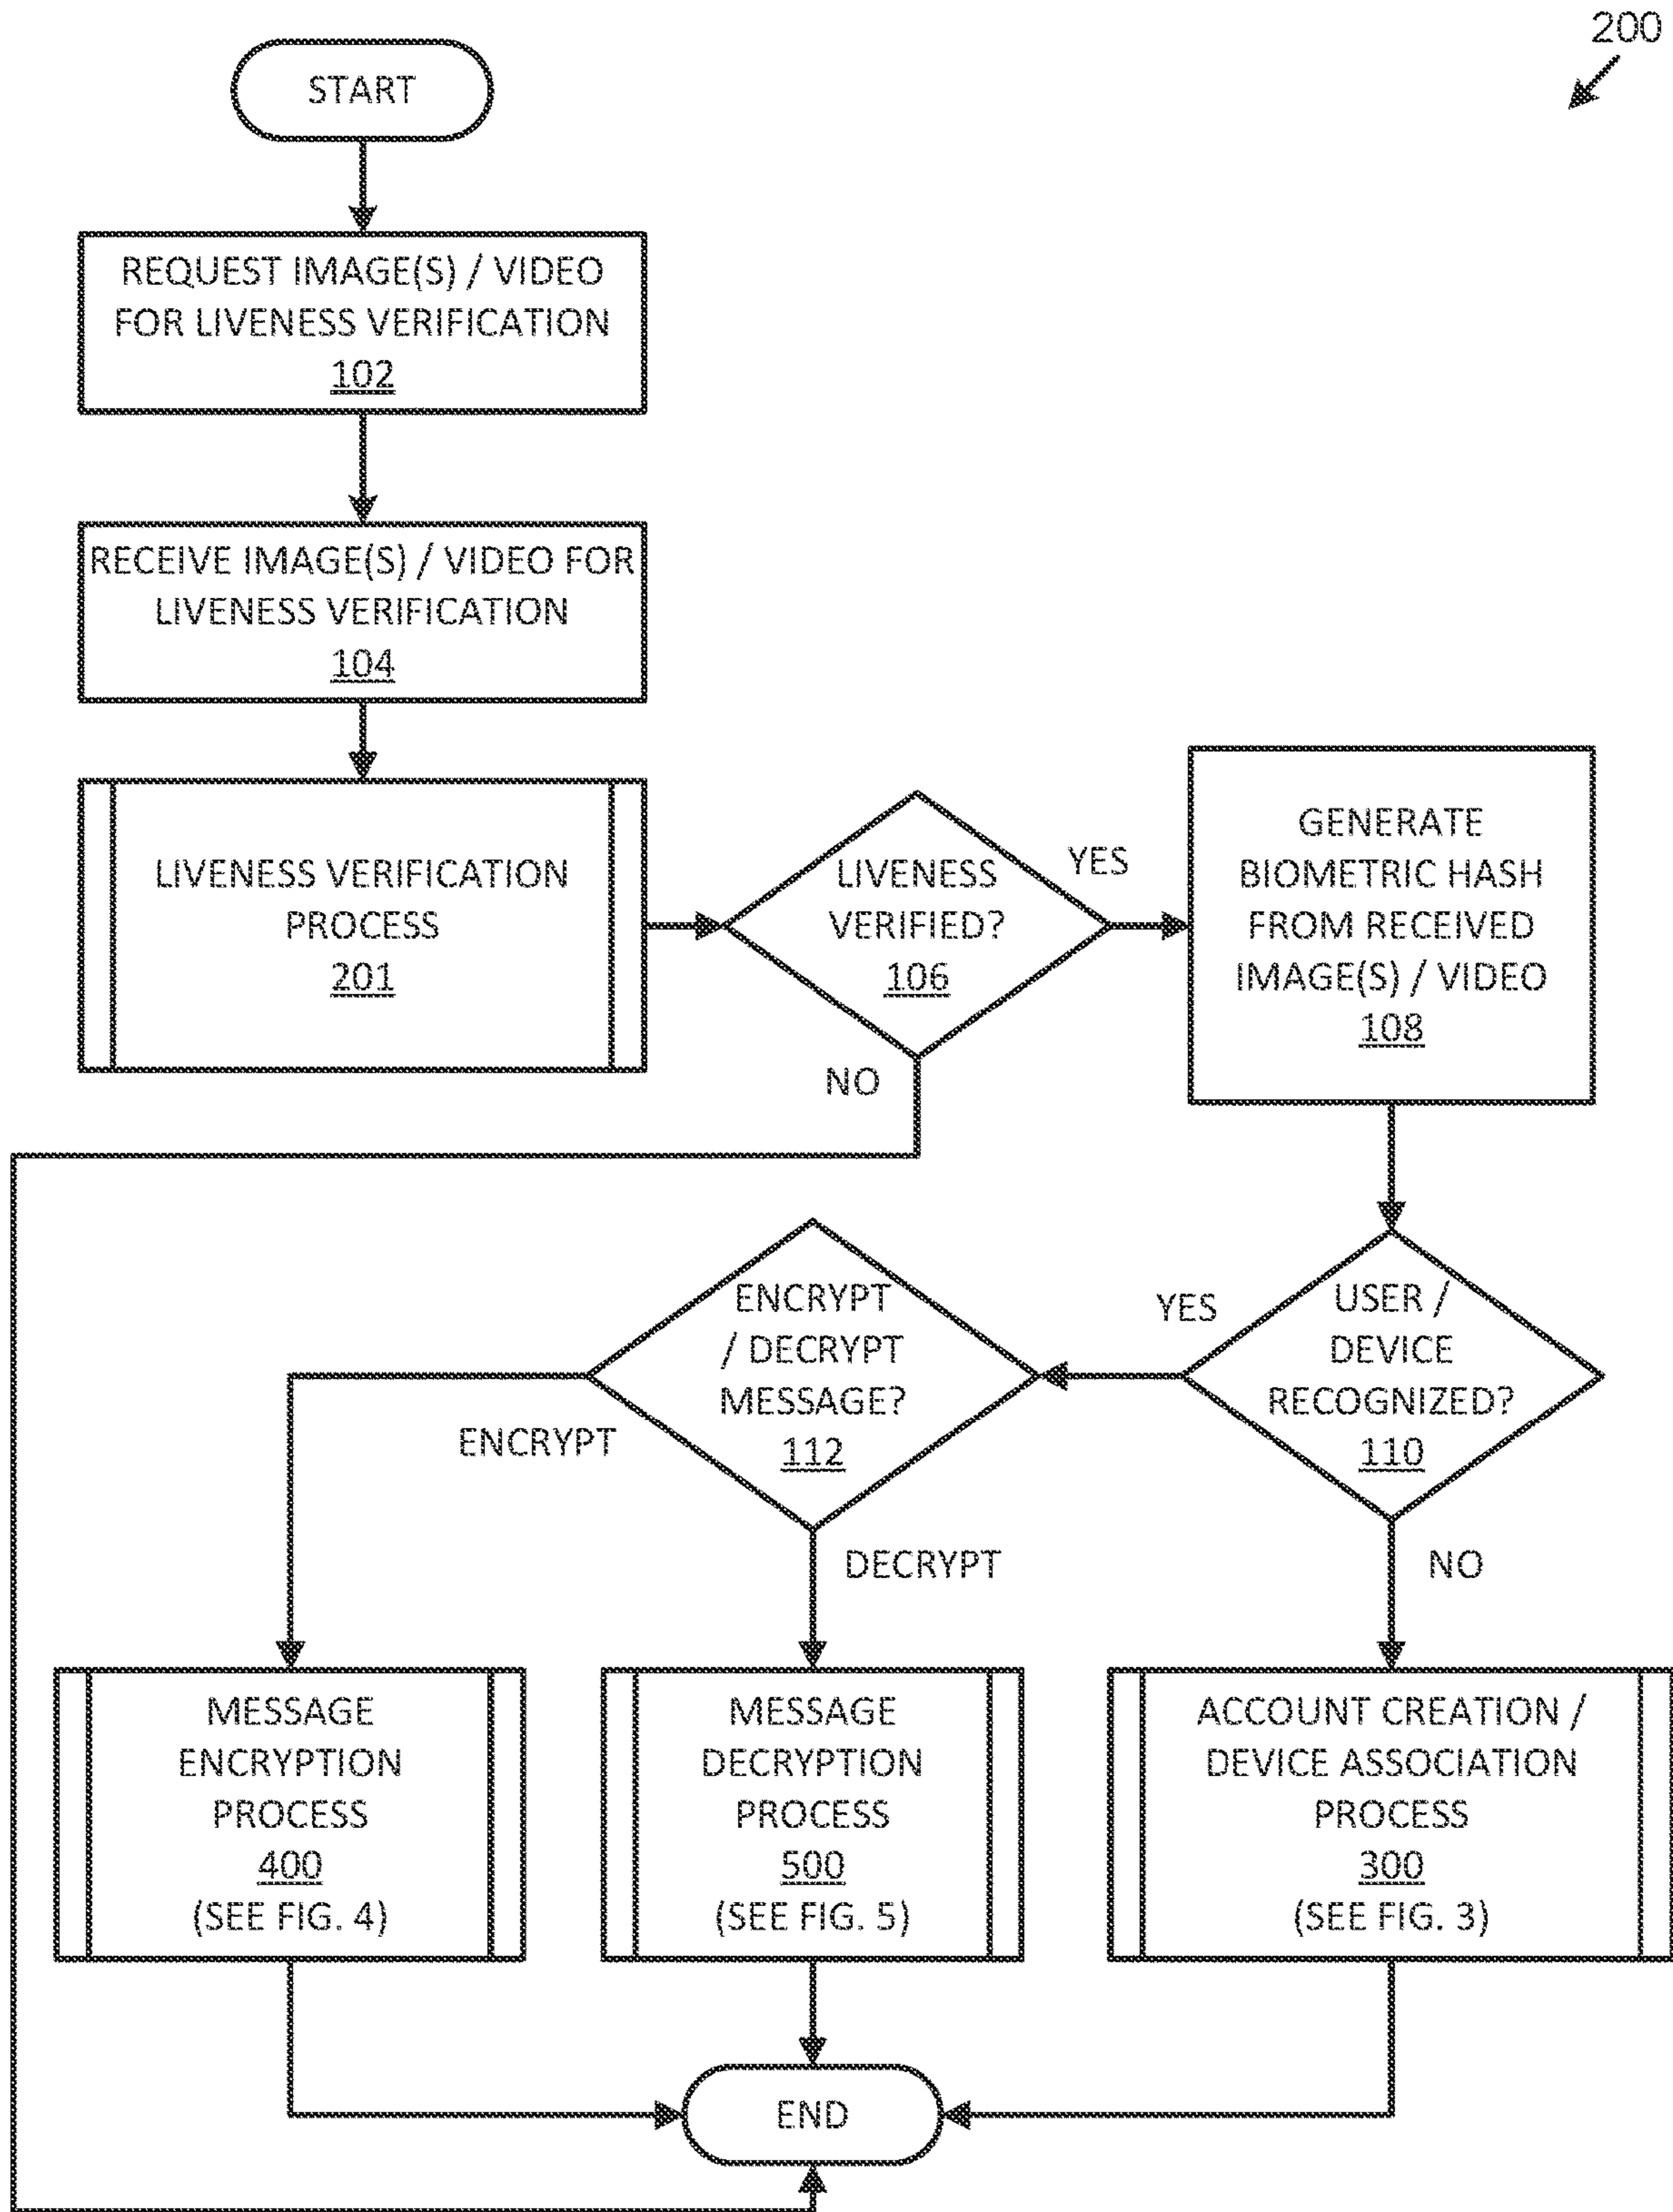 200
START
REQUEST IMAGE(S) / VIDEO
FOR LIVENESS VERIFICATION
102
RECEIVE IMAGE(S) / VIDEO FOR
LIVENESS VERIFICATION
104
LIVENESS VERIFICATION
PROCESS
201
LIVENESS
VERIFIED?
106
YES
NO
GENERATE
BIOMETRIC HASH
FROM RECEIVED
IMAGE(S) / VIDEO
108
USER /
DEVICE
RECOGNIZED?
110
YES
NO
ENCRYPT
/ DECRYPT
MESSAGE?
112
ENCRYPT
DECRYPT
MESSAGE
ENCRYPTION
PROCESS
400
(SEE FIG. 4)
MESSAGE
DECRYPTION
PROCESS
500
(SEE FIG. 5)
ACCOUNT CREATION /
DEVICE ASSOCIATION
PROCESS
300
(SEE FIG. 3)
END